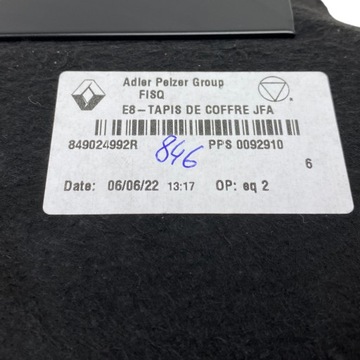 Adler Pelzer Group
FISQ
E8-TAPIS DE COFFRE JFA
849024992R 846 PPS 0092910
6
Date: 06/06/22 13:17 OP: eq 2